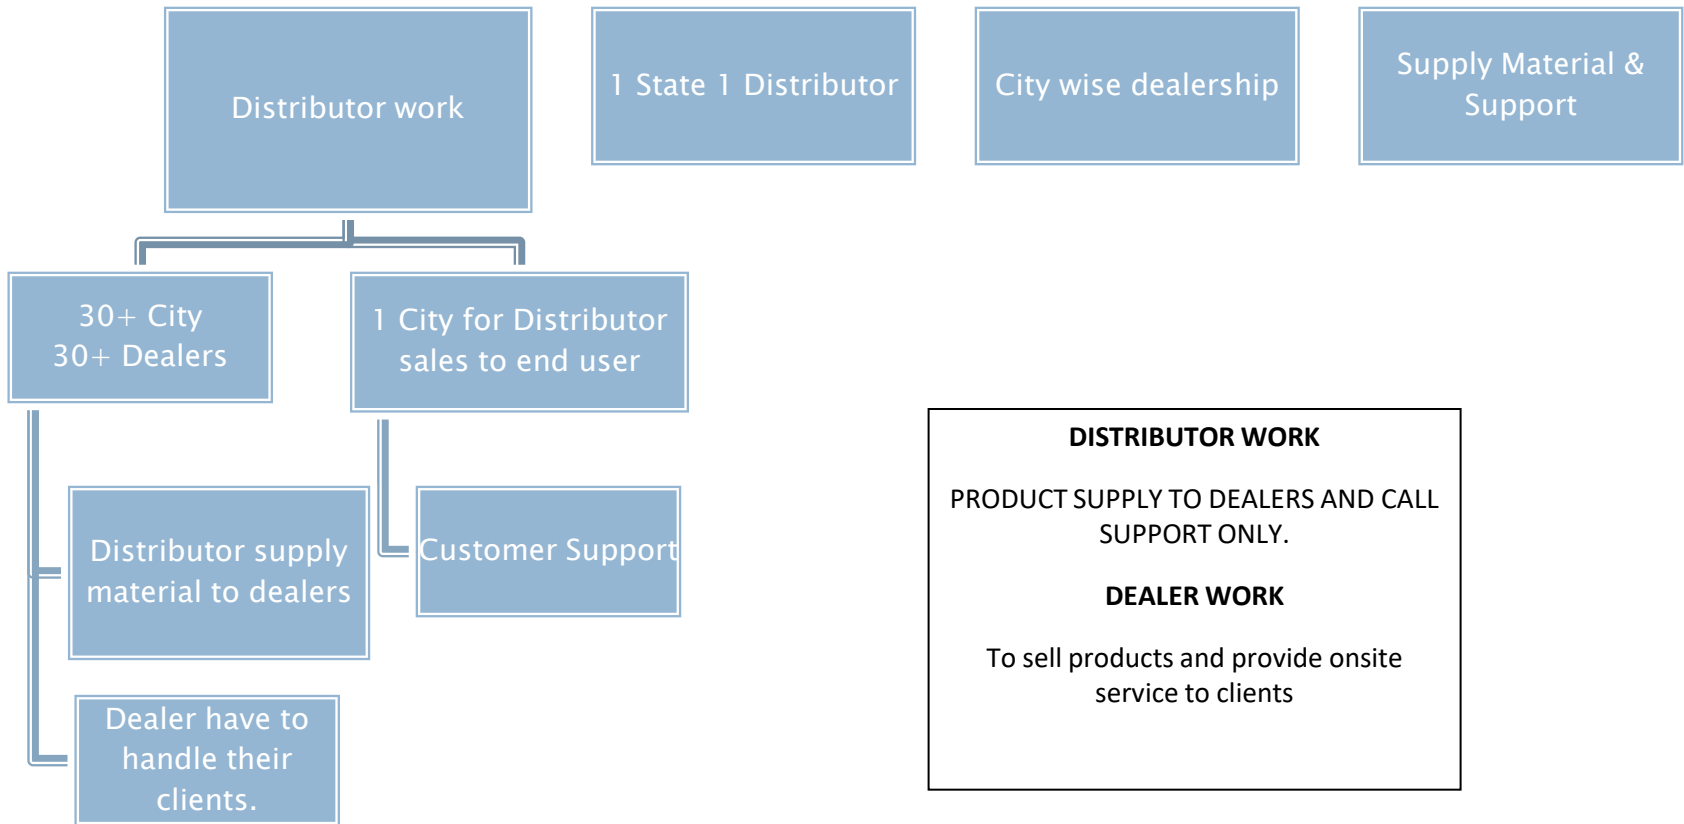 Distributor work
1 State 1 Distributor
City wise dealership
Supply Material &
Support
30+ City
30+ Dealers
1 City for Distributor
sales to end user
Distributor supply
material to dealers
Customer Support
Dealer have to
handle their
clients.
DISTRIBUTOR WORK
PRODUCT SUPPLY TO DEALERS AND CALL
SUPPORT ONLY.
DEALER WORK
To sell products and provide onsite
service to clients